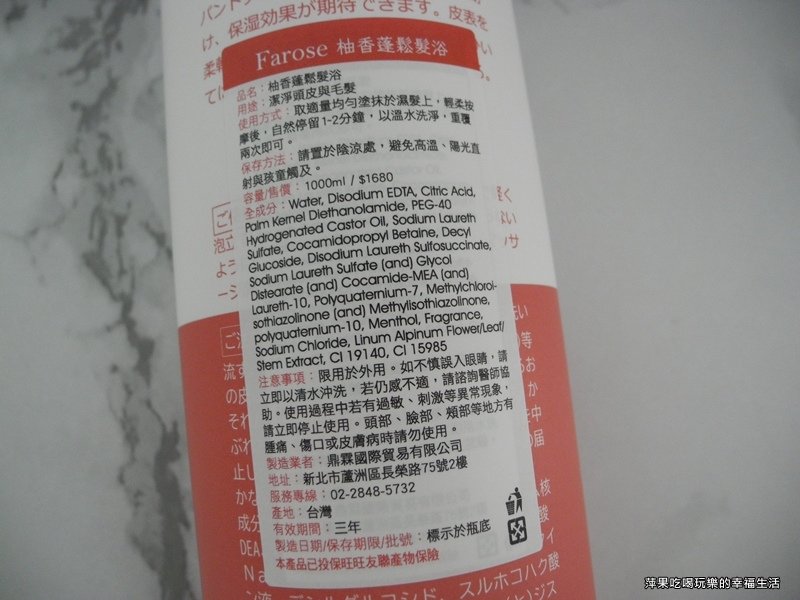 け、保湿効果が期待できます。皮表を
Farose 柚香蓬鬆髮浴
品名：柚香蓬鬆髮浴
用途：潔淨頭皮與毛髮
使用方式：取適量均勻塗抹於濕髮上，輕柔按
摩後，自然停留1-2分鐘，以溫水洗淨，重覆
兩次即可。
保存方法：請置於陰涼處，避免高溫、陽光直
射與孩童觸及。
容量/售價：1000ml / $1680
全成分：Water, Disodium EDTA, Citric Acid,
Palm Kernel Diethanolamide, PEG-40
Hydrogenated Castor Oil, Sodium Laureth
Sulfate, Cocamidopropyl Betaine, Decyl
Glucoside, Disodium Laureth Sulfosuccinate,
Sodium Laureth Sulfate (and) Glycol
Distearate (and) Cocamide-MEA (and)
Laureth-10, Polyquaternium-7, Methylchloroi-
sothiazolinone (and) Methylisothiazolinone,
polyquaternium-10, Menthol, Fragrance,
Sodium Chloride, Linum Alpinum Flower/Leaf/
Stem Extract, CI 19140, CI 15985
注意事項：限用於外用。如不慎誤入眼睛，請
立即以清水沖洗，若仍感不適，請諮詢醫師協
助。使用過程中若有過敏、刺激等異常現象，
請立即停止使用。頭部、臉部、頰部等地方有
腫痛、傷口或皮膚病時請勿使用。
製造業者：鼎霖國際貿易有限公司
地址：新北市蘆洲區長榮路75號2樓
服務專線：02-2848-5732
產地：台灣
有效期間：三年
製造日期/保存期限/批號：標示於瓶底
本產品已投保旺旺友聯產物保險
萍果吃喝玩樂的幸福生活